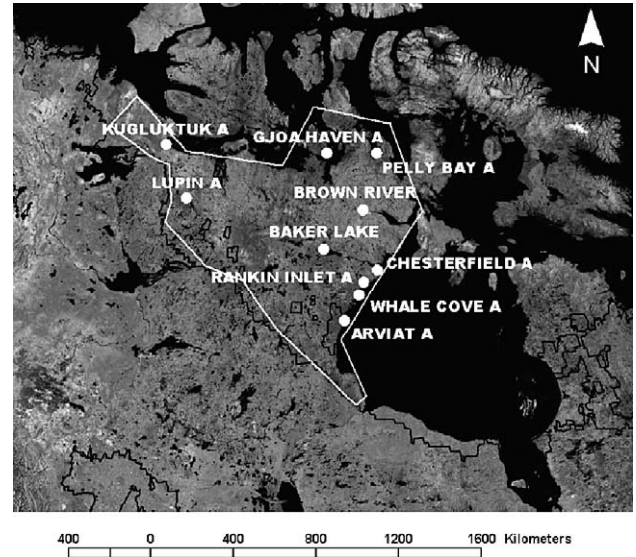 N
KUGLUKTUK A
GJOA HAVEN A
PELLY BAY A
LUPIN A
BROWN RIVER
BAKER LAKE
CHESTERFIELD A
RANKIN INLET A
WHALE COVE A
ARVIAT A
400 0 400 800 1200 1600 Kilometers